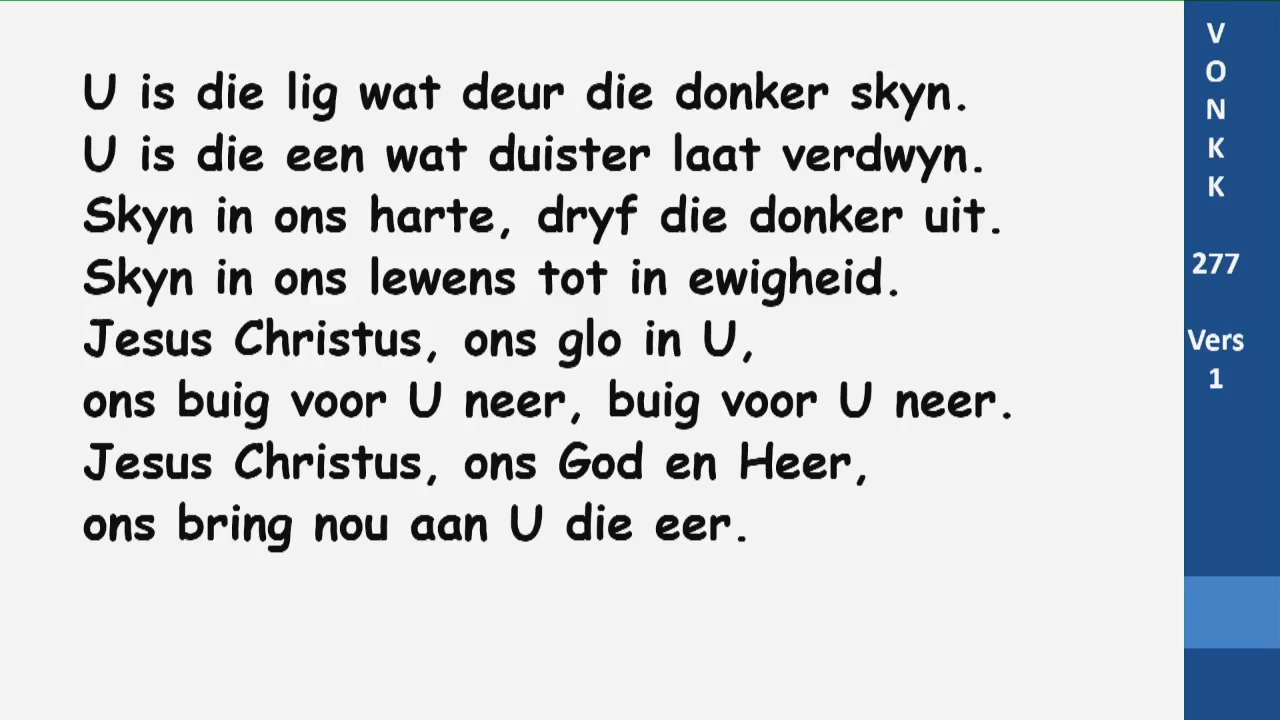 U is die lig wat deur die donker skyn.
U is die een wat duister laat verdwyn.
Skyn in ons harte, dryf die donker uit.
Skyn in ons lewens tot in ewigheid.
Jesus Christus, ons glo in U,
ons buig voor U neer, buig voor U neer.
Jesus Christus, ons God en Heer,
ons bring nou aan U die eer.
V
O
N
K
K
277
Vers
1